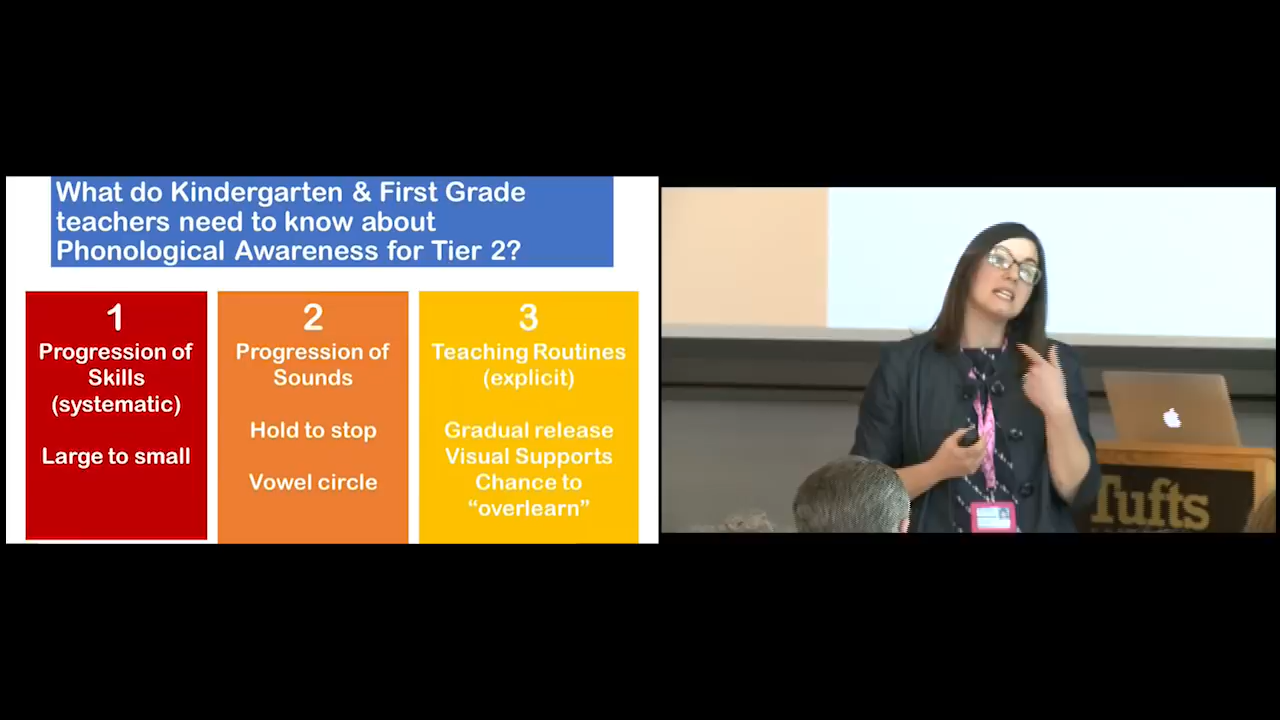 What do Kindergarten & First Grade
teachers need to know about
Phonological Awareness for Tier 2?
1
Progression of
Skills
(systematic)
Large to small
2
Progression of
Sounds
Hold to stop
Vowel circle
3
Teaching Routines
(explicit)
Gradual release
Visual Supports
Chance to
“overlearn”
Tufts